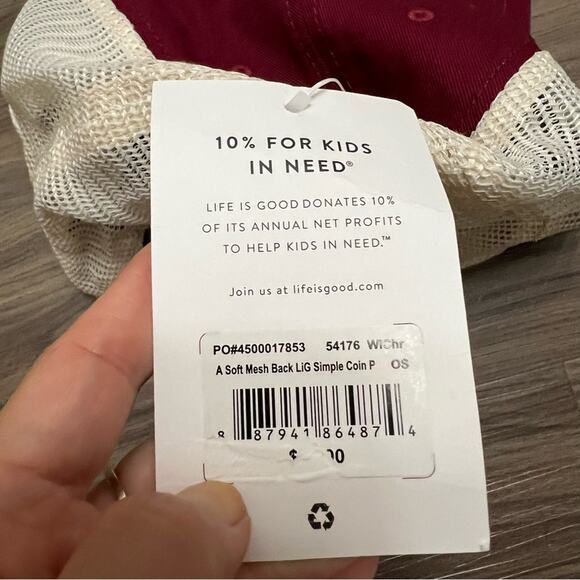 10% FOR KIDS
IN NEED®
LIFE IS GOOD DONATES 10%
OF ITS ANNUAL NET PROFITS
TO HELP KIDS IN NEED.™
Join us at lifeisgood.com
PO#4500017853 54176 WIChr
A Soft Mesh Back LiG Simple Coin P OS
8 87941 86487 4
$ 00